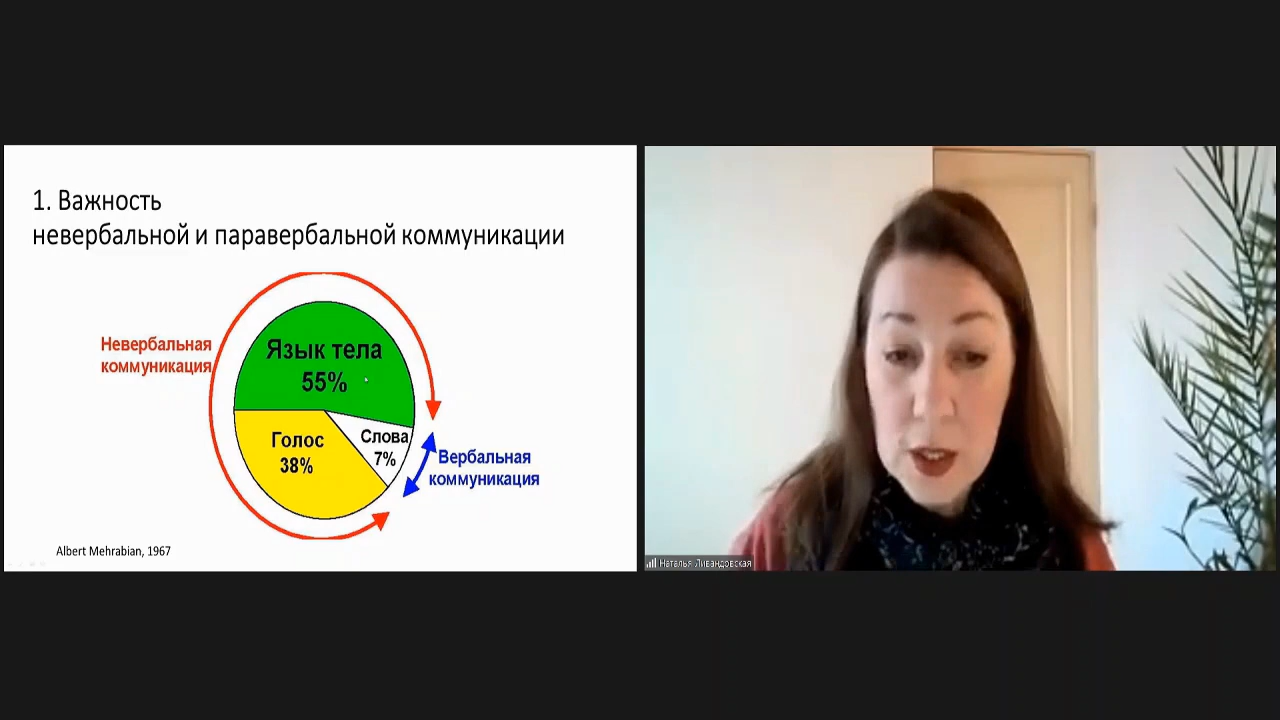 1. Важность
невербальной и паравербальной коммуникации
Невербальная
коммуникация
Язык тела
55%
Голос
38%
Слова
7%
Вербальная
коммуникация
Albert Mehrabian, 1967
Наталья Ливандовская